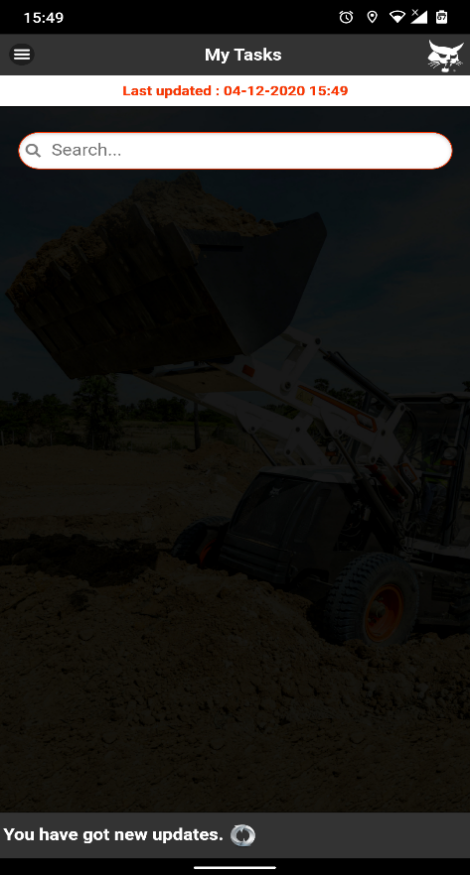 15:49
My Tasks
Last updated : 04-12-2020 15:49
Search...
You have got new updates.